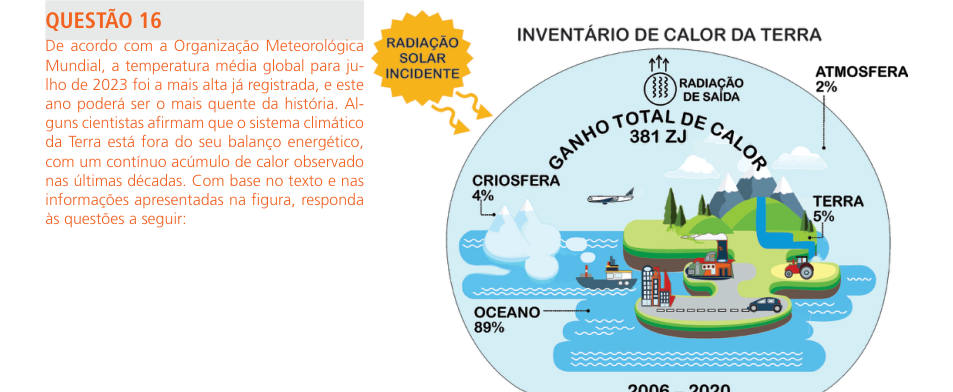 QUESTÃO 16
De acordo com a Organização Meteorológica
Mundial, a temperatura média global para ju-
lho de 2023 foi a mais alta já registrada, e este
ano poderá ser o mais quente da história. Al-
guns cientistas afirmam que o sistema climático
da Terra está fora do seu balanço energético,
com um contínuo acúmulo de calor observado
nas últimas décadas. Com base no texto e nas
informações apresentadas na figura, responda
às questões a seguir:
INVENTÁRIO DE CALOR DA TERRA
RADIAÇÃO
SOLAR
INCIDENTE
RADIAÇÃO
DE SAÍDA
ATMOSFERA
2%
GANHO TOTAL DE CALOR
381 ZJ
CRIOSFERA
4%
TERRA
5%
OCEANO
89%
2006 – 2020